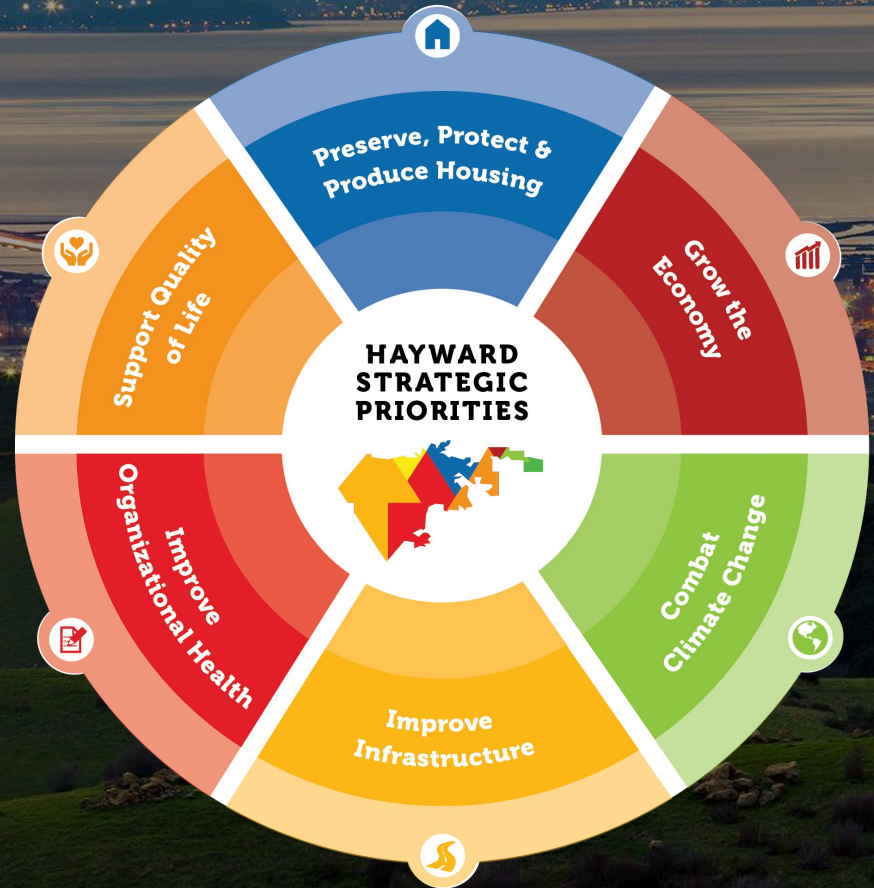 Preserve, Protect &
Produce Housing
Grow the
Economy
Combat
Climate Change
Improve
Infrastructure
Improve
Organizational Health
Support Quality
of Life
HAYWARD
STRATEGIC
PRIORITIES